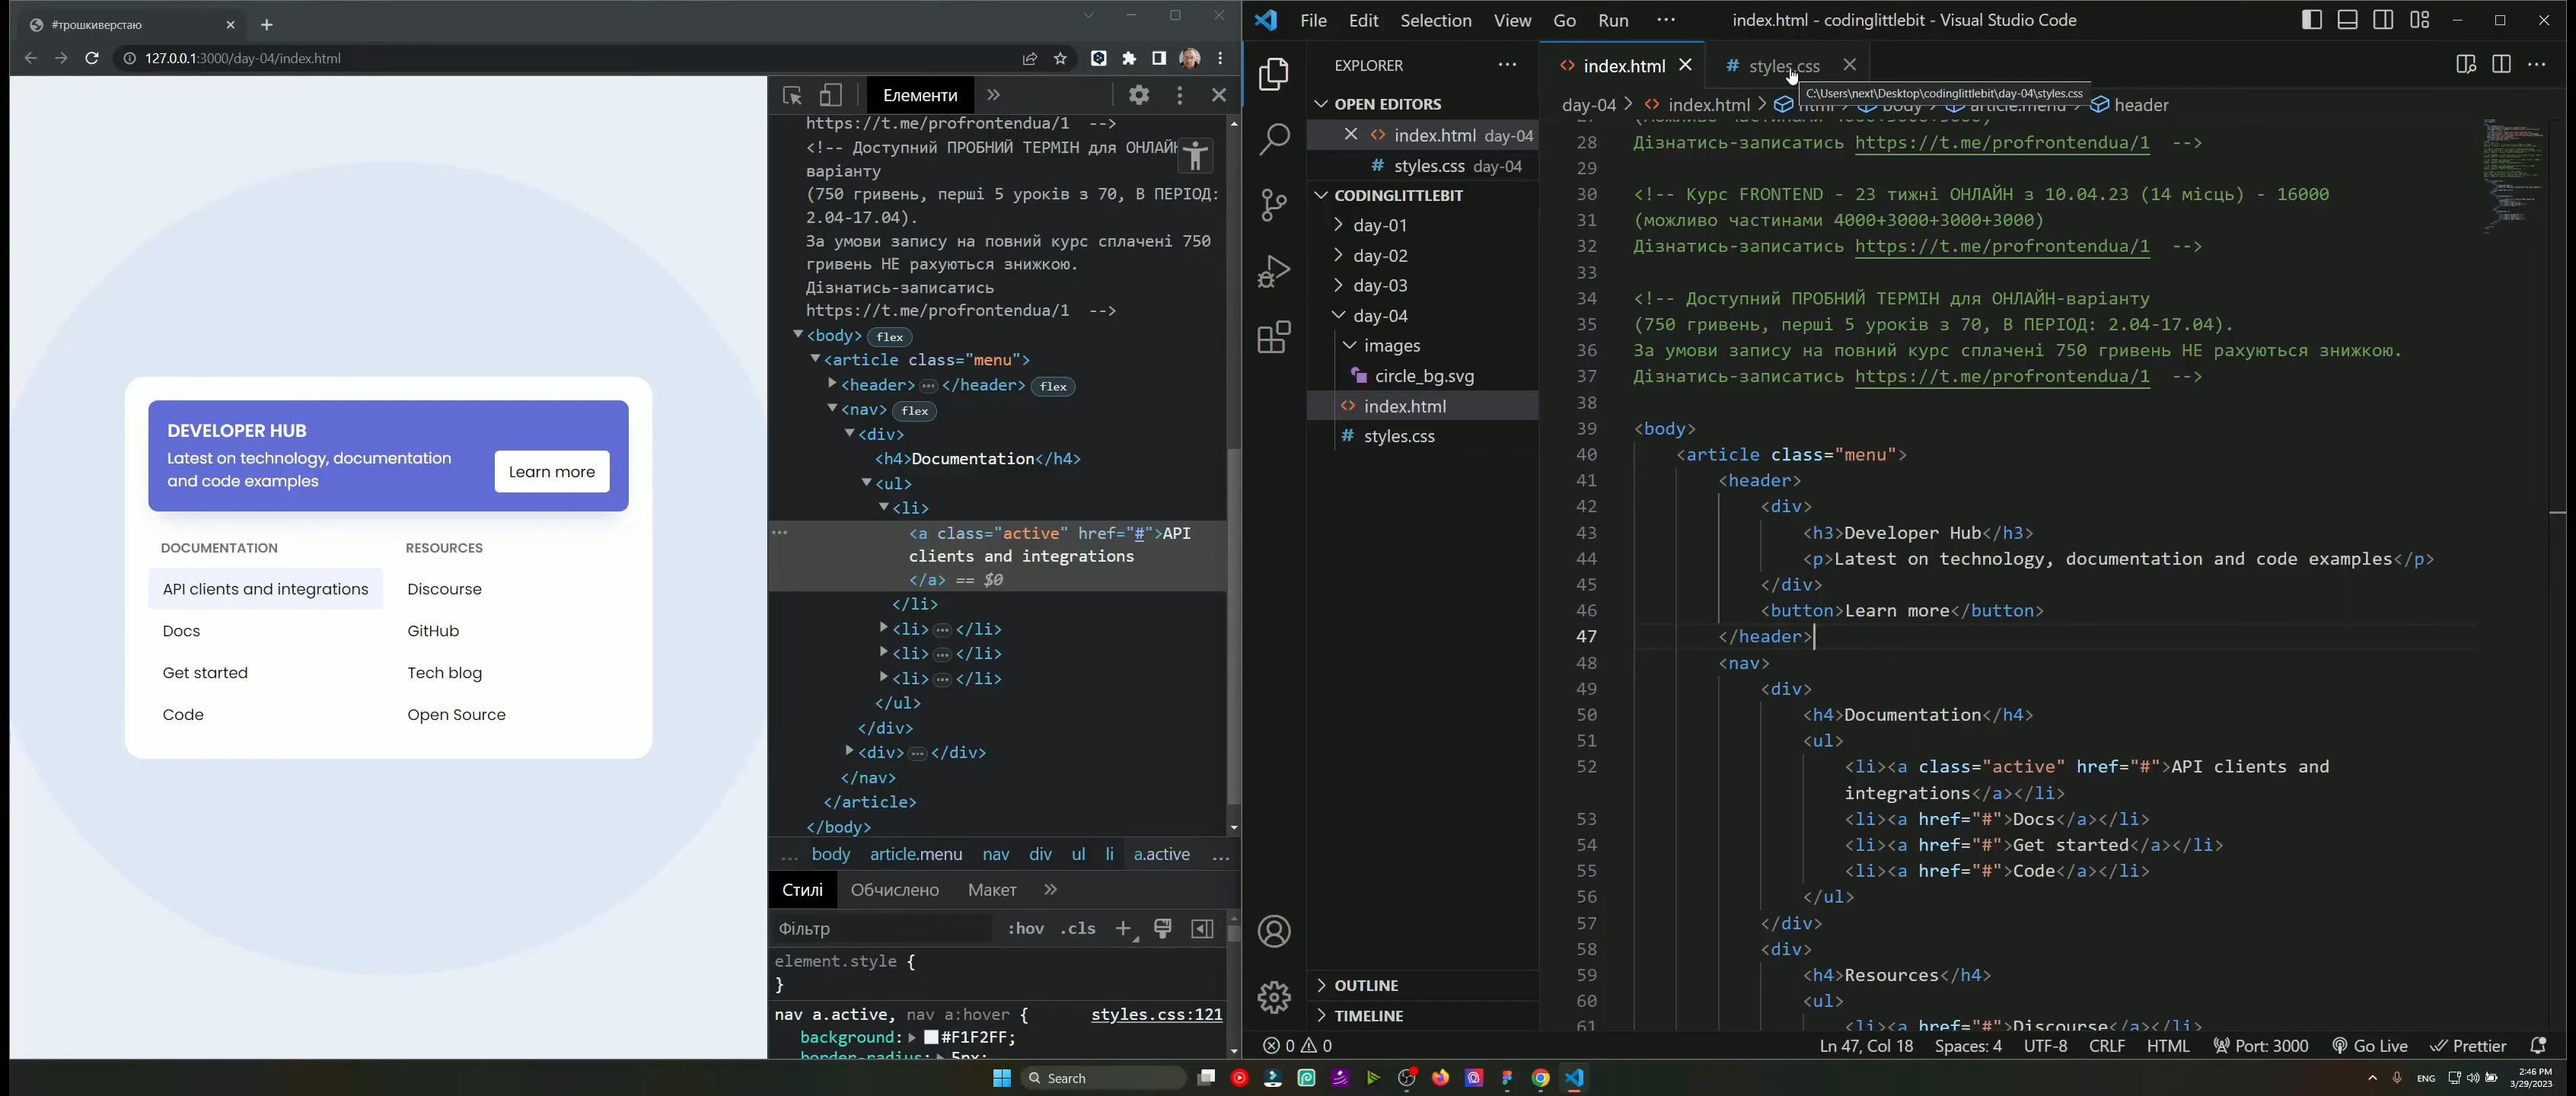 #трошкиверстаю
127.0.0.1:3000/day-04/index.html
DEVELOPER HUB
Latest on technology, documentation
and code examples
Learn more
DOCUMENTATION
RESOURCES
API clients and integrations
Discourse
Docs
GitHub
Get started
Tech blog
Code
Open Source
Елементи
https://t.me/profrontendua/1 -->
<!-- Доступний ПРОБНИЙ ТЕРМІН для ОНЛАЙН
варіанту
(750 гривень, перші 5 уроків з 70, В ПЕРІОД:
2.04-17.04).
За умови запису на повний курс сплачені 750
гривень НЕ рахуються знижкою.
Дізнатись-записатись
https://t.me/profrontendua/1 -->
<body> flex
<article class="menu">
<header> ... </header> flex
<nav> flex
<div>
<h4>Documentation</h4>
<ul>
<li>
<a class="active" href="#">API
clients and integrations
</a> == $0
</li>
<li> ... </li>
<li> ... </li>
<li> ... </li>
</ul>
</div>
<div> ... </div>
</nav>
</article>
</body>
... body article.menu nav div ul li a.active ...
Стилі Обчислено Макет
Фільтр :hov .cls
element.style {
}
nav a.active, nav a:hover { styles.css:121
background: #F1F2FF;
border-radius: 5px;
File Edit Selection View Go Run ...
index.html - codinglittlebit - Visual Studio Code
EXPLORER
OPEN EDITORS
index.html day-04
styles.css day-04
CODINGLITTLEBIT
day-01
day-02
day-03
day-04
images
circle_bg.svg
index.html
styles.css
OUTLINE
TIMELINE
index.html
styles.css
C:\Users\next\Desktop\codinglittlebit\day-04\styles.css
day-04 > index.html > html > body > article.menu > header
27 (можливо частинами 4000+3000+3000)
28 Дізнатись-записатись https://t.me/profrontendua/1 -->
29
30 <!-- Курс FRONTEND - 23 тижні ОНЛАЙН з 10.04.23 (14 місць) - 16000
31 (можливо частинами 4000+3000+3000+3000)
32 Дізнатись-записатись https://t.me/profrontendua/1 -->
33
34 <!-- Доступний ПРОБНИЙ ТЕРМІН для ОНЛАЙН-варіанту
35 (750 гривень, перші 5 уроків з 70, В ПЕРІОД: 2.04-17.04).
36 За умови запису на повний курс сплачені 750 гривень НЕ рахуються знижкою.
37 Дізнатись-записатись https://t.me/profrontendua/1 -->
38
39 <body>
40 <article class="menu">
41 <header>
42 <div>
43 <h3>Developer Hub</h3>
44 <p>Latest on technology, documentation and code examples</p>
45 </div>
46 <button>Learn more</button>
47 </header>
48 <nav>
49 <div>
50 <h4>Documentation</h4>
51 <ul>
52 <li><a class="active" href="#">API clients and
integrations</a></li>
53 <li><a href="#">Docs</a></li>
54 <li><a href="#">Get started</a></li>
55 <li><a href="#">Code</a></li>
56 </ul>
57 </div>
58 <div>
59 <h4>Resources</h4>
60 <ul>
61 <li><a href="#">Discourse</a></li>
0 0
Ln 47, Col 18 Spaces: 4 UTF-8 CRLF HTML Port: 3000 Go Live Prettier
Search
ENG
2:46 PM
3/29/2023